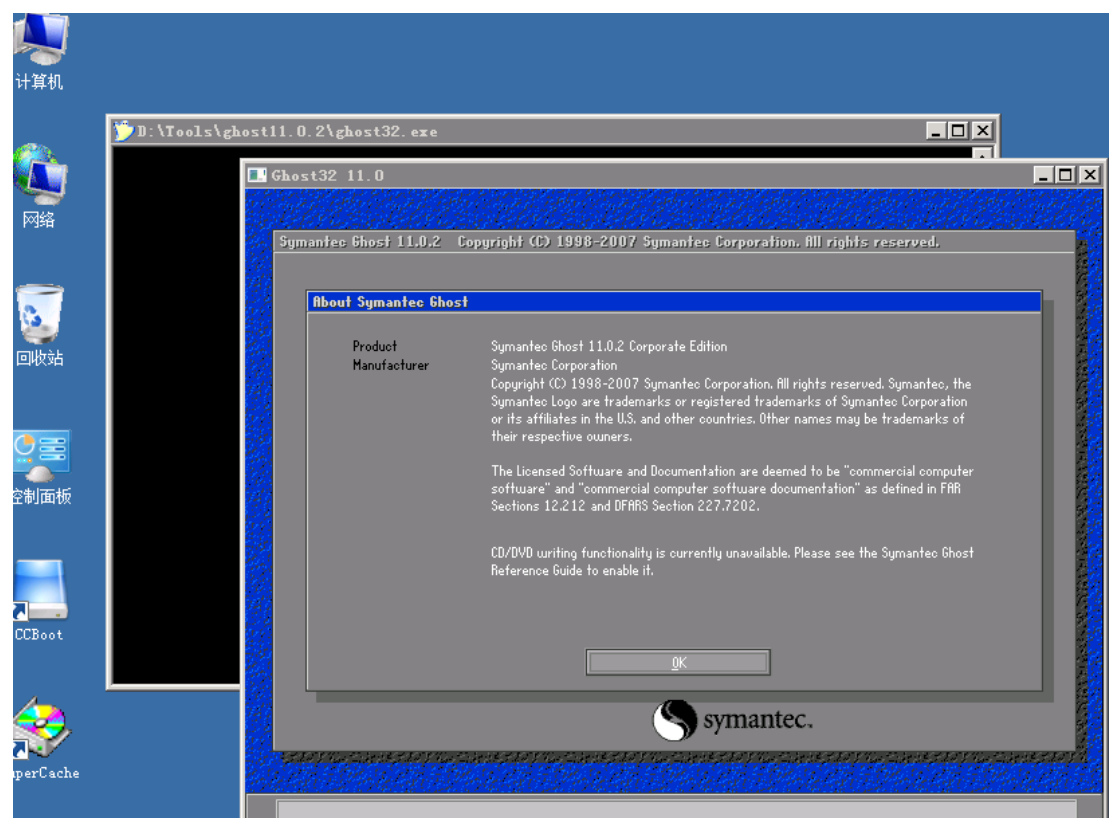 计算机
网络
回收站
控制面板
CCBoot
perCache
D:\Tools\ghost11.0.2\ghost32.exe
Ghost32 11.0
Symantec Ghost 11.0.2 Copyright (C) 1998-2007 Symantec Corporation. All rights reserved.
About Symantec Ghost
Product Symantec Ghost 11.0.2 Corporate Edition
Manufacturer Symantec Corporation
Copyright (C) 1998-2007 Symantec Corporation. All rights reserved. Symantec, the
Symantec Logo are trademarks or registered trademarks of Symantec Corporation
or its affiliates in the U.S. and other countries. Other names may be trademarks of
their respective owners.
The Licensed Software and Documentation are deemed to be "commercial computer
software" and "commercial computer software documentation" as defined in FAR
Sections 12.212 and DFARS Section 227.7202.
CD/DVD writing functionality is currently unavailable. Please see the Symantec Ghost
Reference Guide to enable it.
OK
symantec.